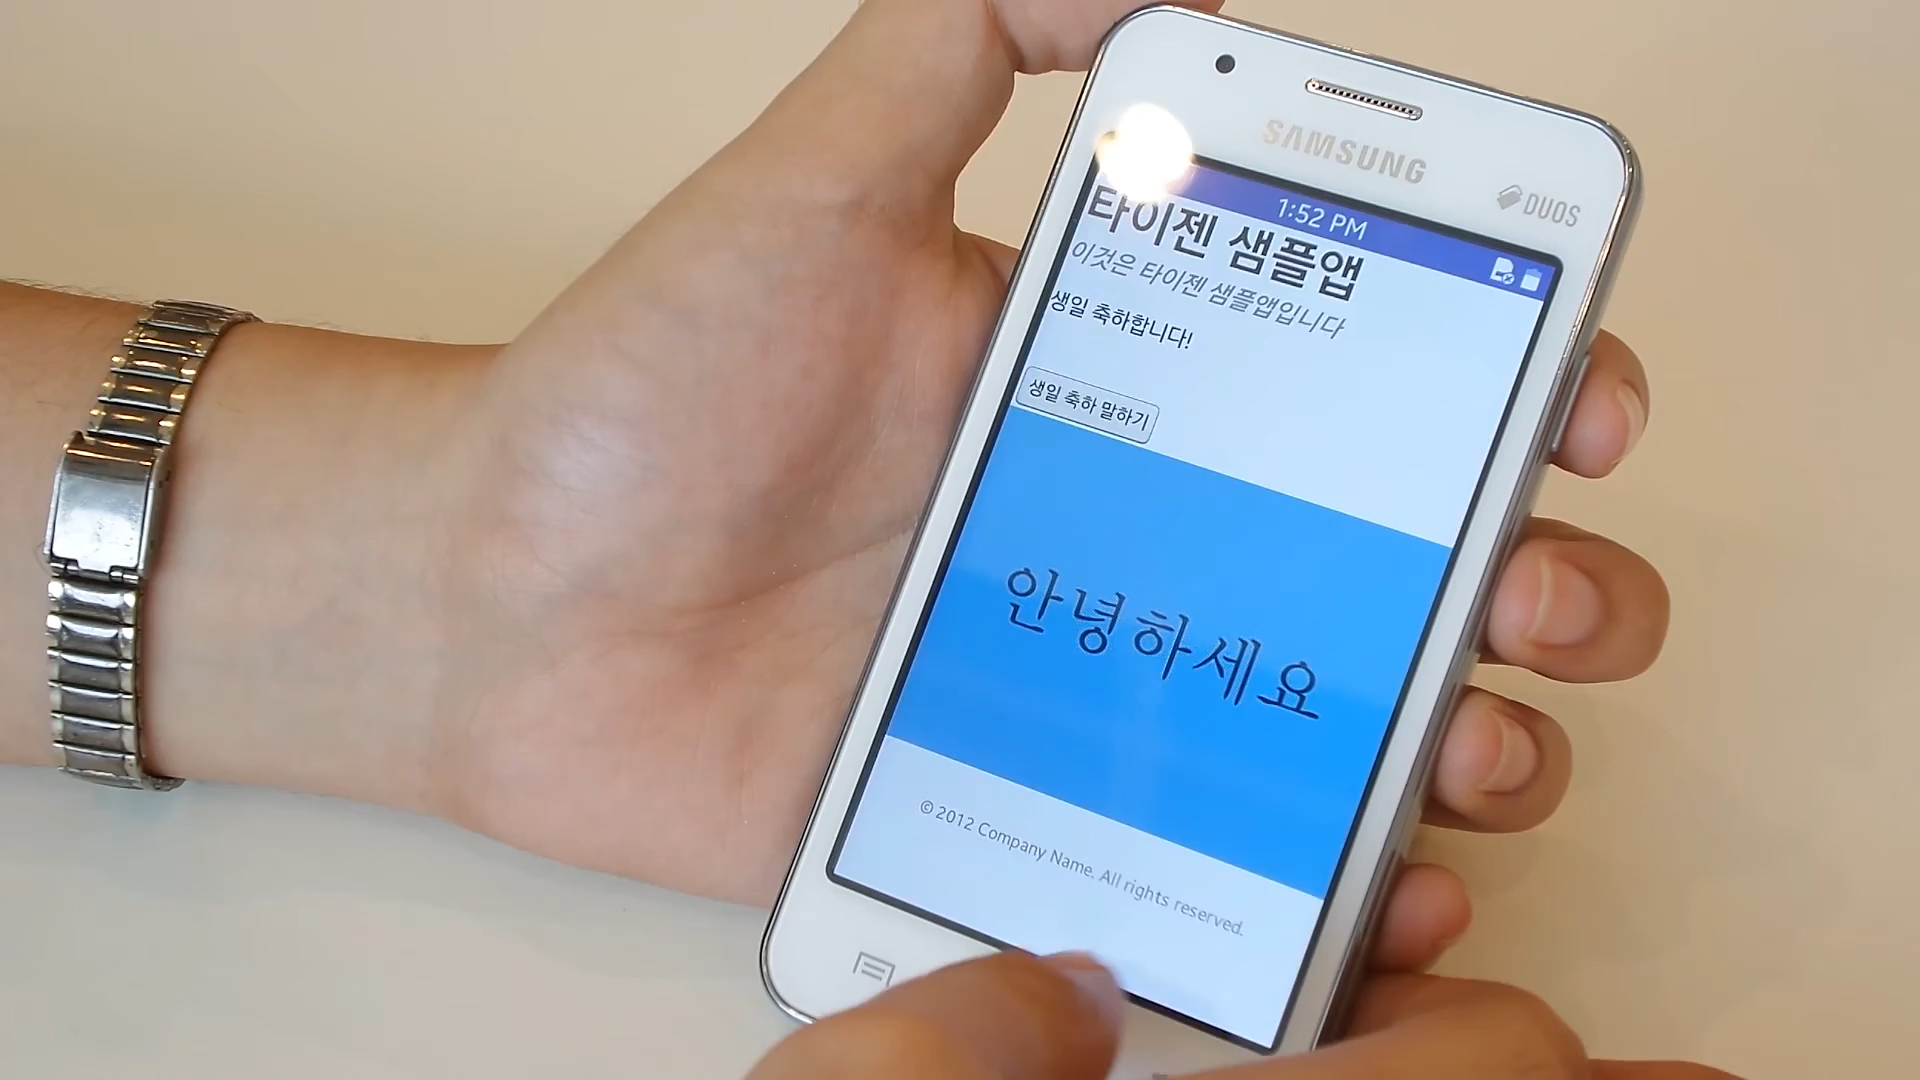 SAMSUNG
DUOS
1:52 PM
타이젠 샘플앱
이것은 타이젠 샘플앱입니다
생일 축하합니다!
생일 축하 말하기
안녕하세요
© 2012 Company Name. All rights reserved.